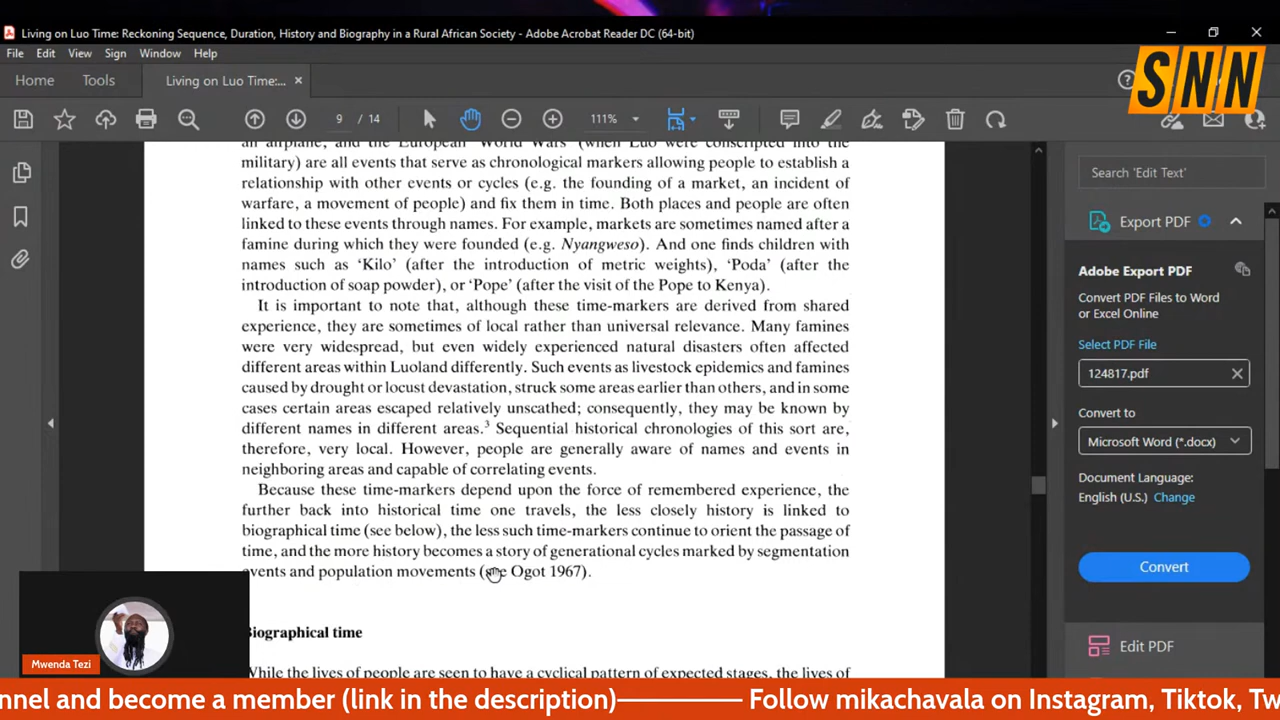 Living on Luo Time: Reckoning Sequence, Duration, History and Biography in a Rural African Society - Adobe Acrobat Reader DC (64-bit)
File Edit View Sign Window Help
SNN
Home Tools Living on Luo Time:...
9 / 14 111%
an airplane, and the European 'World Wars' (when Luo were conscripted into the
military) are all events that serve as chronological markers allowing people to establish a
relationship with other events or cycles (e.g. the founding of a market, an incident of
warfare, a movement of people) and fix them in time. Both places and people are often
linked to these events through names. For example, markets are sometimes named after a
famine during which they were founded (e.g. Nyangweso). And one finds children with
names such as 'Kilo' (after the introduction of metric weights), 'Poda' (after the
introduction of soap powder), or 'Pope' (after the visit of the Pope to Kenya).
It is important to note that, although these time-markers are derived from shared
experience, they are sometimes of local rather than universal relevance. Many famines
were very widespread, but even widely experienced natural disasters often affected
different areas within Luoland differently. Such events as livestock epidemics and famines
caused by drought or locust devastation, struck some areas earlier than others, and in some
cases certain areas escaped relatively unscathed; consequently, they may be known by
different names in different areas.³ Sequential historical chronologies of this sort are,
therefore, very local. However, people are generally aware of names and events in
neighboring areas and capable of correlating events.
Because these time-markers depend upon the force of remembered experience, the
further back into historical time one travels, the less closely history is linked to
biographical time (see below), the less such time-markers continue to orient the passage of
time, and the more history becomes a story of generational cycles marked by segmentation
events and population movements (see Ogot 1967).
Biographical time
While the lives of people are seen to have a cyclical pattern of expected stages, the lives of
Search 'Edit Text'
Export PDF
Adobe Export PDF
Convert PDF Files to Word
or Excel Online
Select PDF File
124817.pdf
Convert to
Microsoft Word (*.docx)
Document Language:
English (U.S.) Change
Convert
Edit PDF
Mwenda Tezi
nnel and become a member (link in the description)———— Follow mikachavala on Instagram, Tiktok, Tw